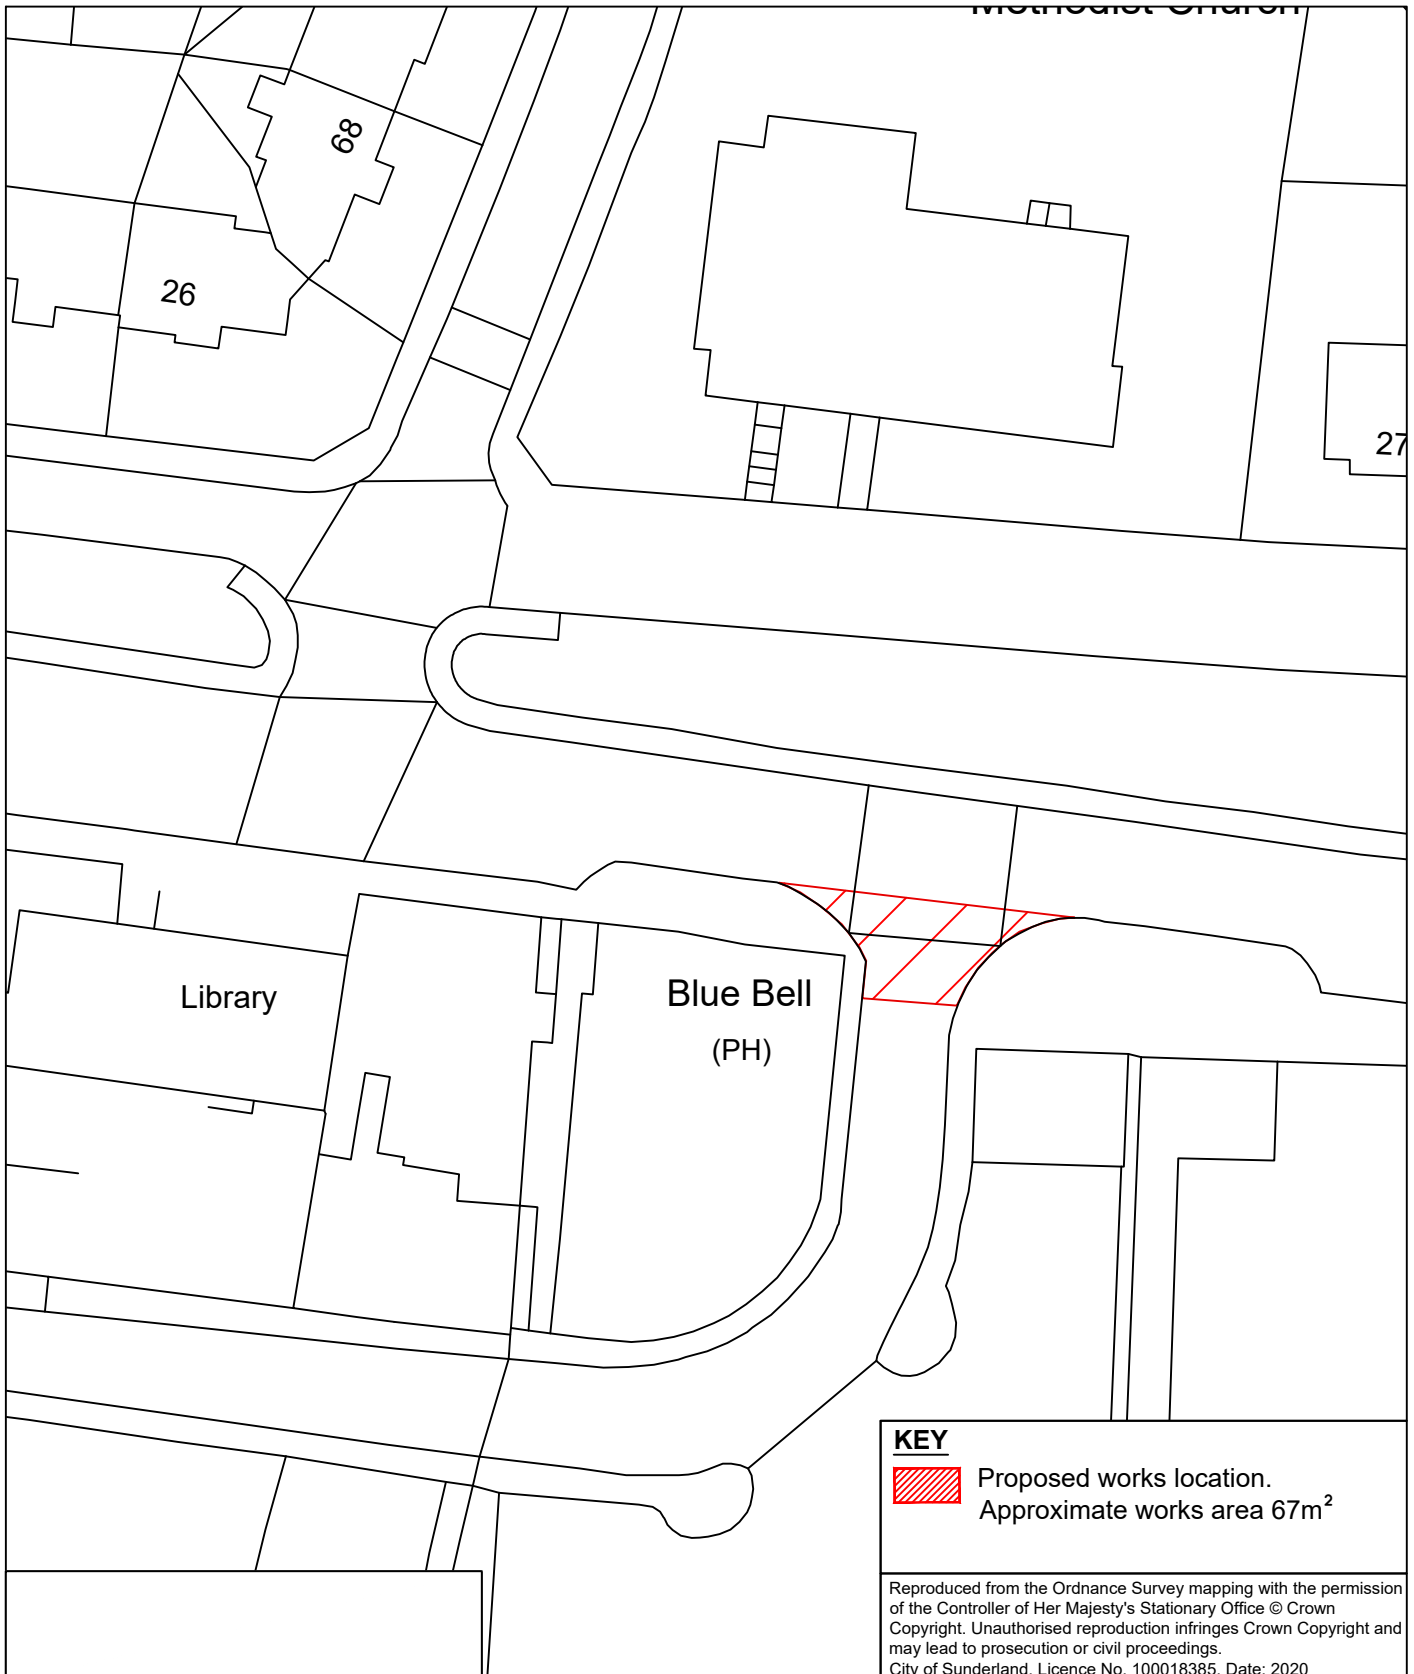 Methodist Church
68
26
27
Library
Blue Bell
(PH)
KEY
Proposed works location.
Approximate works area 67m²
Reproduced from the Ordnance Survey mapping with the permission
of the Controller of Her Majesty's Stationary Office © Crown
Copyright. Unauthorised reproduction infringes Crown Copyright and
may lead to prosecution or civil proceedings.
City of Sunderland. Licence No. 100018385. Date: 2020